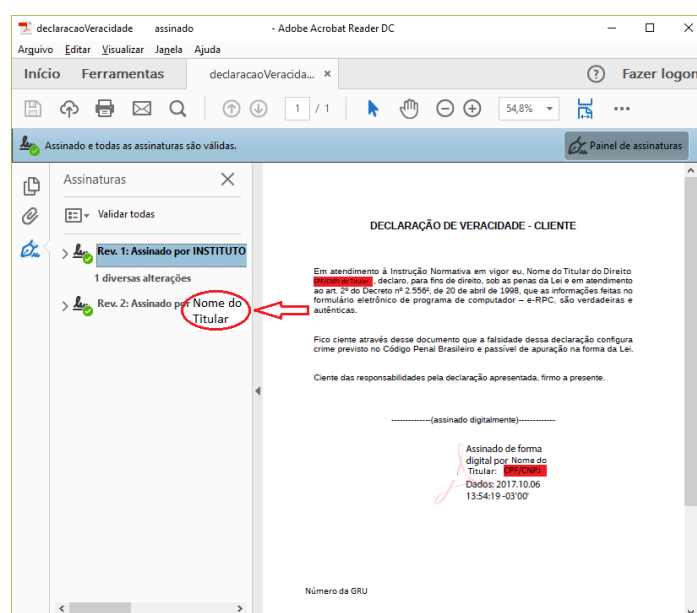 declaracaoVeracidade assinado - Adobe Acrobat Reader DC
Arquivo Editar Visualizar Janela Ajuda
Início Ferramentas declaracaoVeracida... × ? Fazer logon
1 / 1 54,8%
Assinado e todas as assinaturas são válidas. Painel de assinaturas
Assinaturas
Validar todas
Rev. 1: Assinado por INSTITUTO
1 diversas alterações
Rev. 2: Assinado por Nome do
Titular
DECLARAÇÃO DE VERACIDADE - CLIENTE
Em atendimento à Instrução Normativa em vigor eu, Nome do Titular do Direito
CPF/CNPJ do Titular, declaro, para fins de direito, sob as penas da Lei e em atendimento
ao art. 2º do Decreto nº 2.556², de 20 de abril de 1998, que as informações feitas no
formulário eletrônico de programa de computador – e-RPC, são verdadeiras e
autênticas.
Fico ciente através desse documento que a falsidade dessa declaração configura
crime previsto no Código Penal Brasileiro e passível de apuração na forma da Lei.
Ciente das responsabilidades pela declaração apresentada, firmo a presente.
-------------(assinado digitalmente)------------
Assinado de forma
digital por Nome do
Titular: CPF/CNPJ
Dados: 2017.10.06
13:54:19 -03'00'
Número da GRU